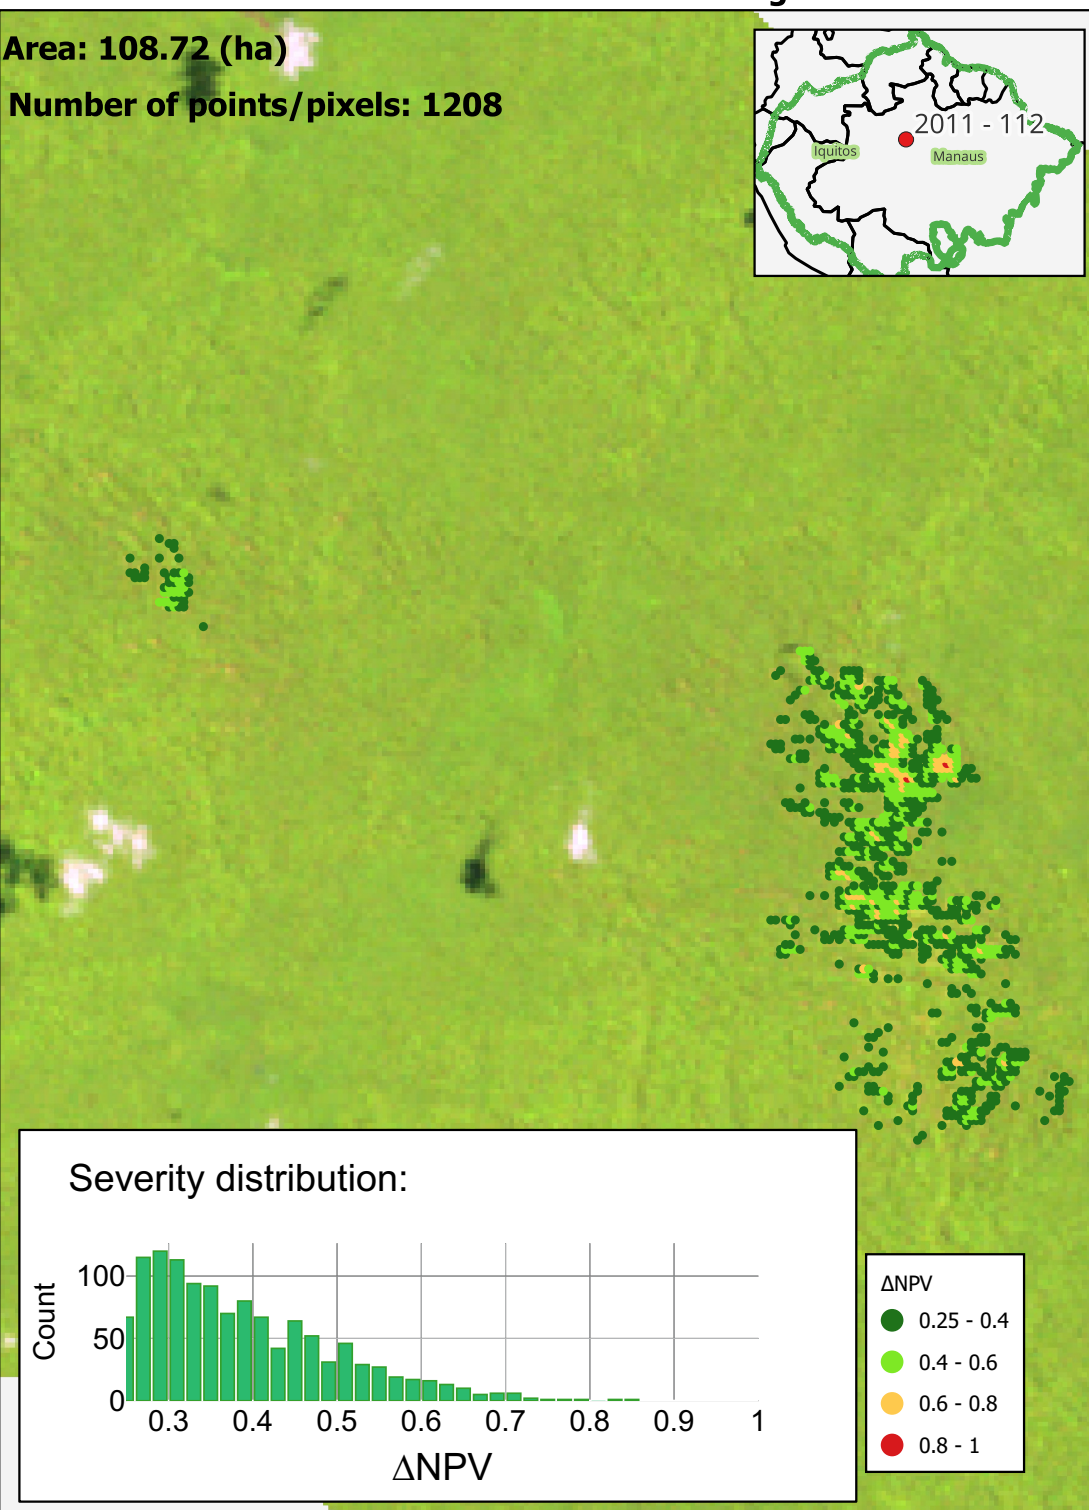 Area: 108.72 (ha)
Number of points/pixels: 1208
2011 - 112
Iquitos
Manaus
Severity distribution:
Count
100
50
0
0.3 0.4 0.5 0.6 0.7 0.8 0.9 1
ΔNPV
ΔNPV
0.25 - 0.4
0.4 - 0.6
0.6 - 0.8
0.8 - 1